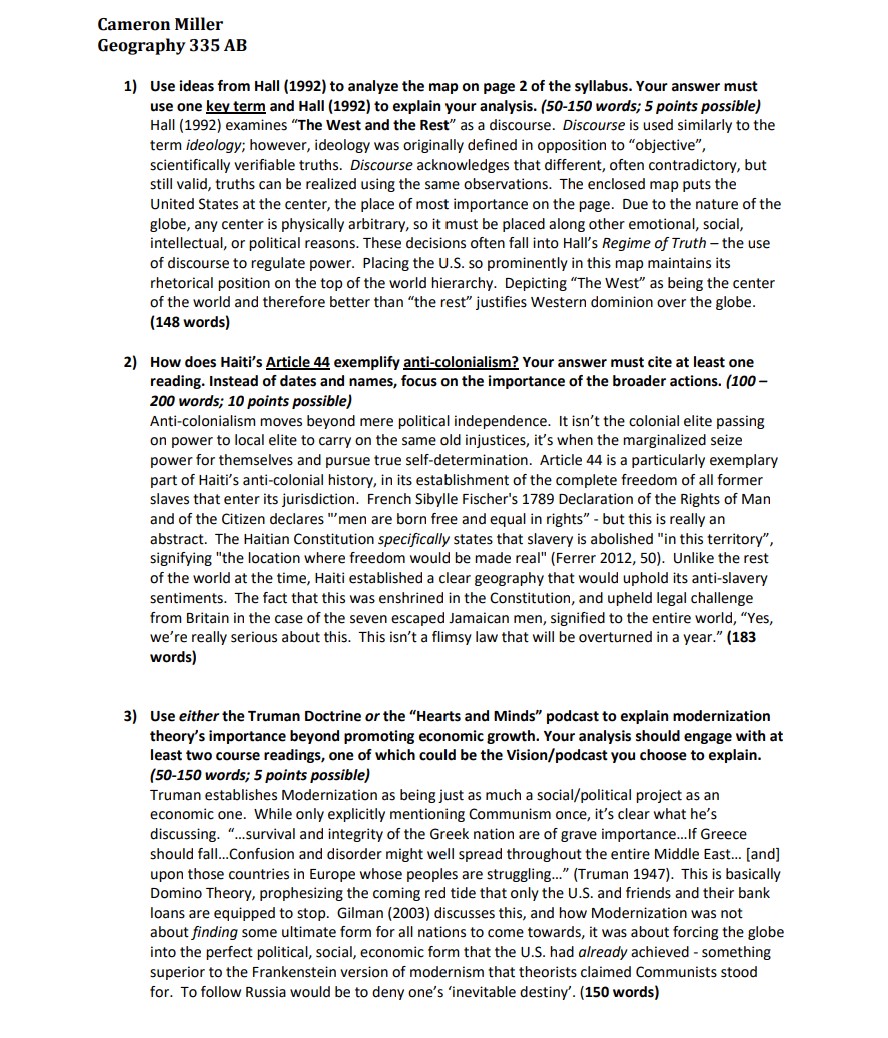 Cameron Miller
Geography 335 AB
1) Use ideas from Hall (1992) to analyze the map on page 2 of the syllabus. Your answer must
use one key term and Hall (1992) to explain your analysis. (50-150 words; 5 points possible)
Hall (1992) examines “The West and the Rest” as a discourse. Discourse is used similarly to the
term ideology; however, ideology was originally defined in opposition to “objective”,
scientifically verifiable truths. Discourse acknowledges that different, often contradictory, but
still valid, truths can be realized using the same observations. The enclosed map puts the
United States at the center, the place of most importance on the page. Due to the nature of the
globe, any center is physically arbitrary, so it must be placed along other emotional, social,
intellectual, or political reasons. These decisions often fall into Hall’s Regime of Truth – the use
of discourse to regulate power. Placing the U.S. so prominently in this map maintains its
rhetorical position on the top of the world hierarchy. Depicting “The West” as being the center
of the world and therefore better than “the rest” justifies Western dominion over the globe.
(148 words)
2) How does Haiti’s Article 44 exemplify anti-colonialism? Your answer must cite at least one
reading. Instead of dates and names, focus on the importance of the broader actions. (100 –
200 words; 10 points possible)
Anti-colonialism moves beyond mere political independence. It isn’t the colonial elite passing
on power to local elite to carry on the same old injustices, it’s when the marginalized seize
power for themselves and pursue true self-determination. Article 44 is a particularly exemplary
part of Haiti’s anti-colonial history, in its establishment of the complete freedom of all former
slaves that enter its jurisdiction. French Sibylle Fischer's 1789 Declaration of the Rights of Man
and of the Citizen declares "’men are born free and equal in rights” - but this is really an
abstract. The Haitian Constitution specifically states that slavery is abolished "in this territory”,
signifying "the location where freedom would be made real" (Ferrer 2012, 50). Unlike the rest
of the world at the time, Haiti established a clear geography that would uphold its anti-slavery
sentiments. The fact that this was enshrined in the Constitution, and upheld legal challenge
from Britain in the case of the seven escaped Jamaican men, signified to the entire world, “Yes,
we’re really serious about this. This isn’t a flimsy law that will be overturned in a year.” (183
words)
3) Use either the Truman Doctrine or the “Hearts and Minds” podcast to explain modernization
theory’s importance beyond promoting economic growth. Your analysis should engage with at
least two course readings, one of which could be the Vision/podcast you choose to explain.
(50-150 words; 5 points possible)
Truman establishes Modernization as being just as much a social/political project as an
economic one. While only explicitly mentioning Communism once, it’s clear what he’s
discussing. “…survival and integrity of the Greek nation are of grave importance…If Greece
should fall…Confusion and disorder might well spread throughout the entire Middle East… [and]
upon those countries in Europe whose peoples are struggling…” (Truman 1947). This is basically
Domino Theory, prophesizing the coming red tide that only the U.S. and friends and their bank
loans are equipped to stop. Gilman (2003) discusses this, and how Modernization was not
about finding some ultimate form for all nations to come towards, it was about forcing the globe
into the perfect political, social, economic form that the U.S. had already achieved - something
superior to the Frankenstein version of modernism that theorists claimed Communists stood
for. To follow Russia would be to deny one’s ‘inevitable destiny’. (150 words)